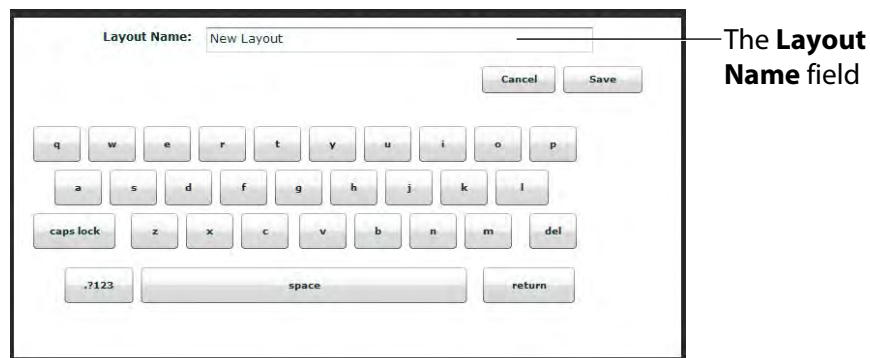 Layout Name: New Layout
The Layout
Name field
Cancel Save
q w e r t y u i o p
a s d f g h j k l
caps lock z x c v b n m del
.?123 space return